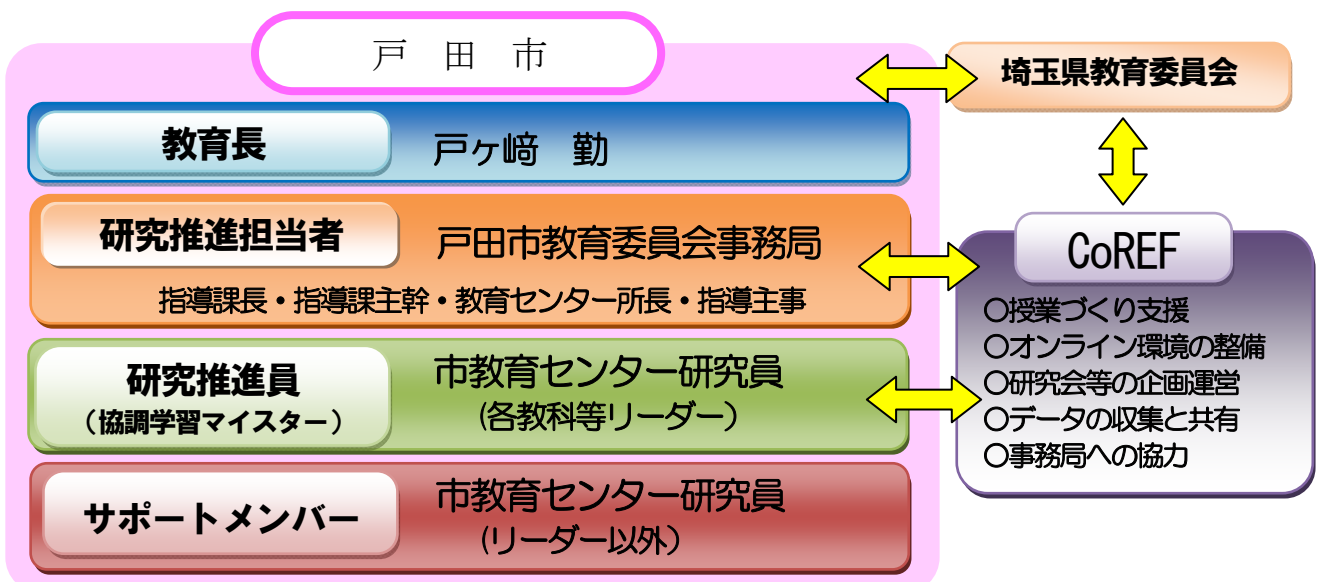 戸 田 市
埼玉県教育委員会
教育長
戸ヶ﨑 勤
研究推進担当者
戸田市教育委員会事務局
指導課長・指導課主幹・教育センター所長・指導主事
研究推進員
（協調学習マイスター）
市教育センター研究員
(各教科等リーダー)
サポートメンバー
市教育センター研究員
(リーダー以外)
CoREF
○授業づくり支援
○オンライン環境の整備
○研究会等の企画運営
○データの収集と共有
○事務局への協力